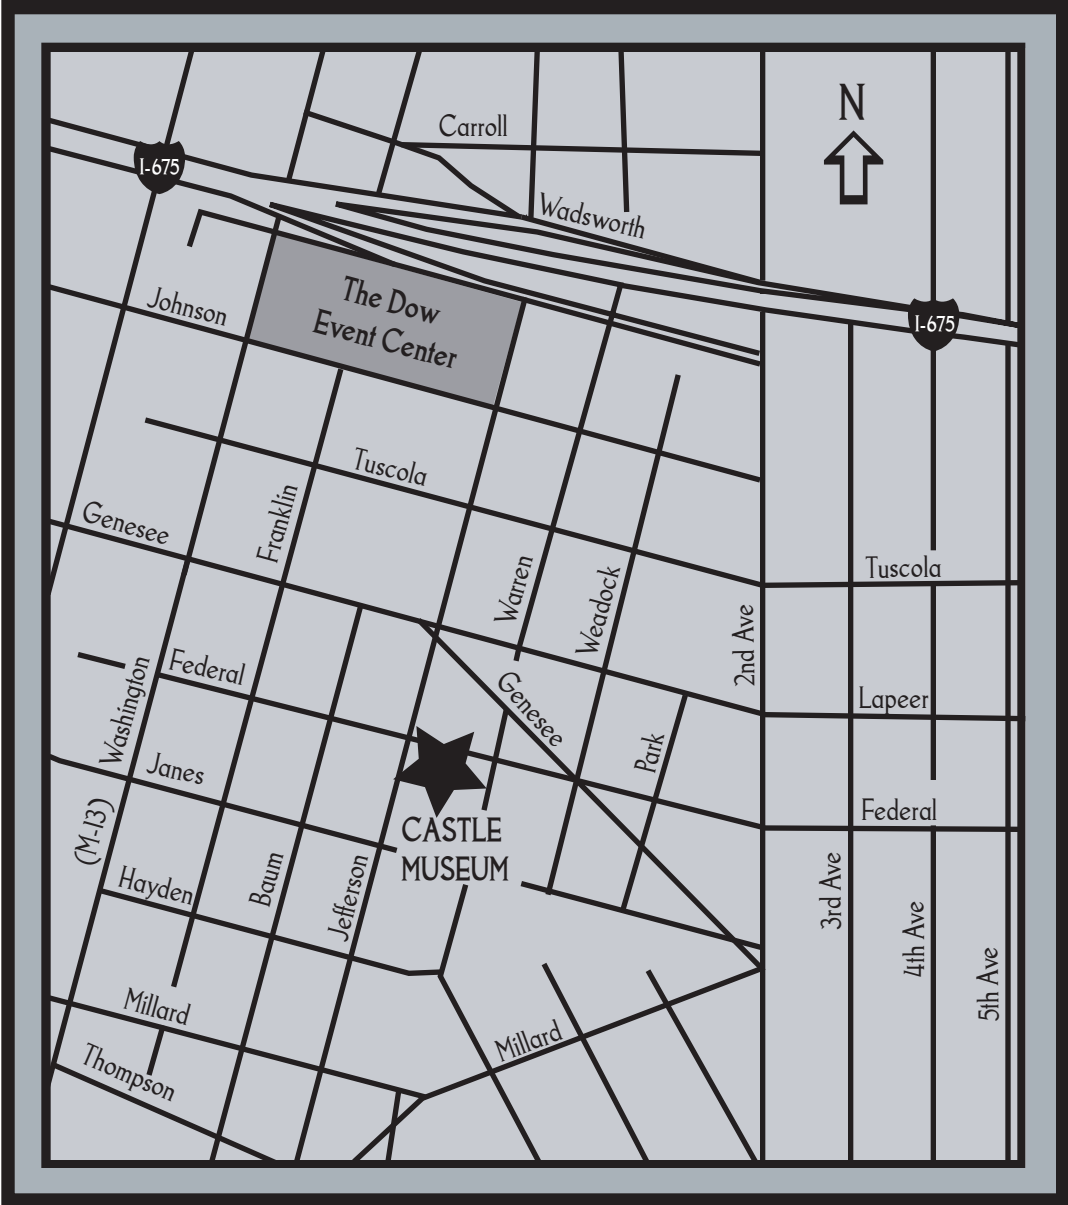 N
Carroll
I-675
Wadsworth
The Dow
Event Center
Johnson
I-675
Tuscola
Franklin
Genesee
Warren
Weadock
Tuscola
2nd Ave
Federal
Washington
Genesee
Lapeer
Park
Janes
(M-13)
CASTLE
MUSEUM
Federal
Hayden
Baum
Jefferson
3rd Ave
4th Ave
5th Ave
Millard
Millard
Thompson